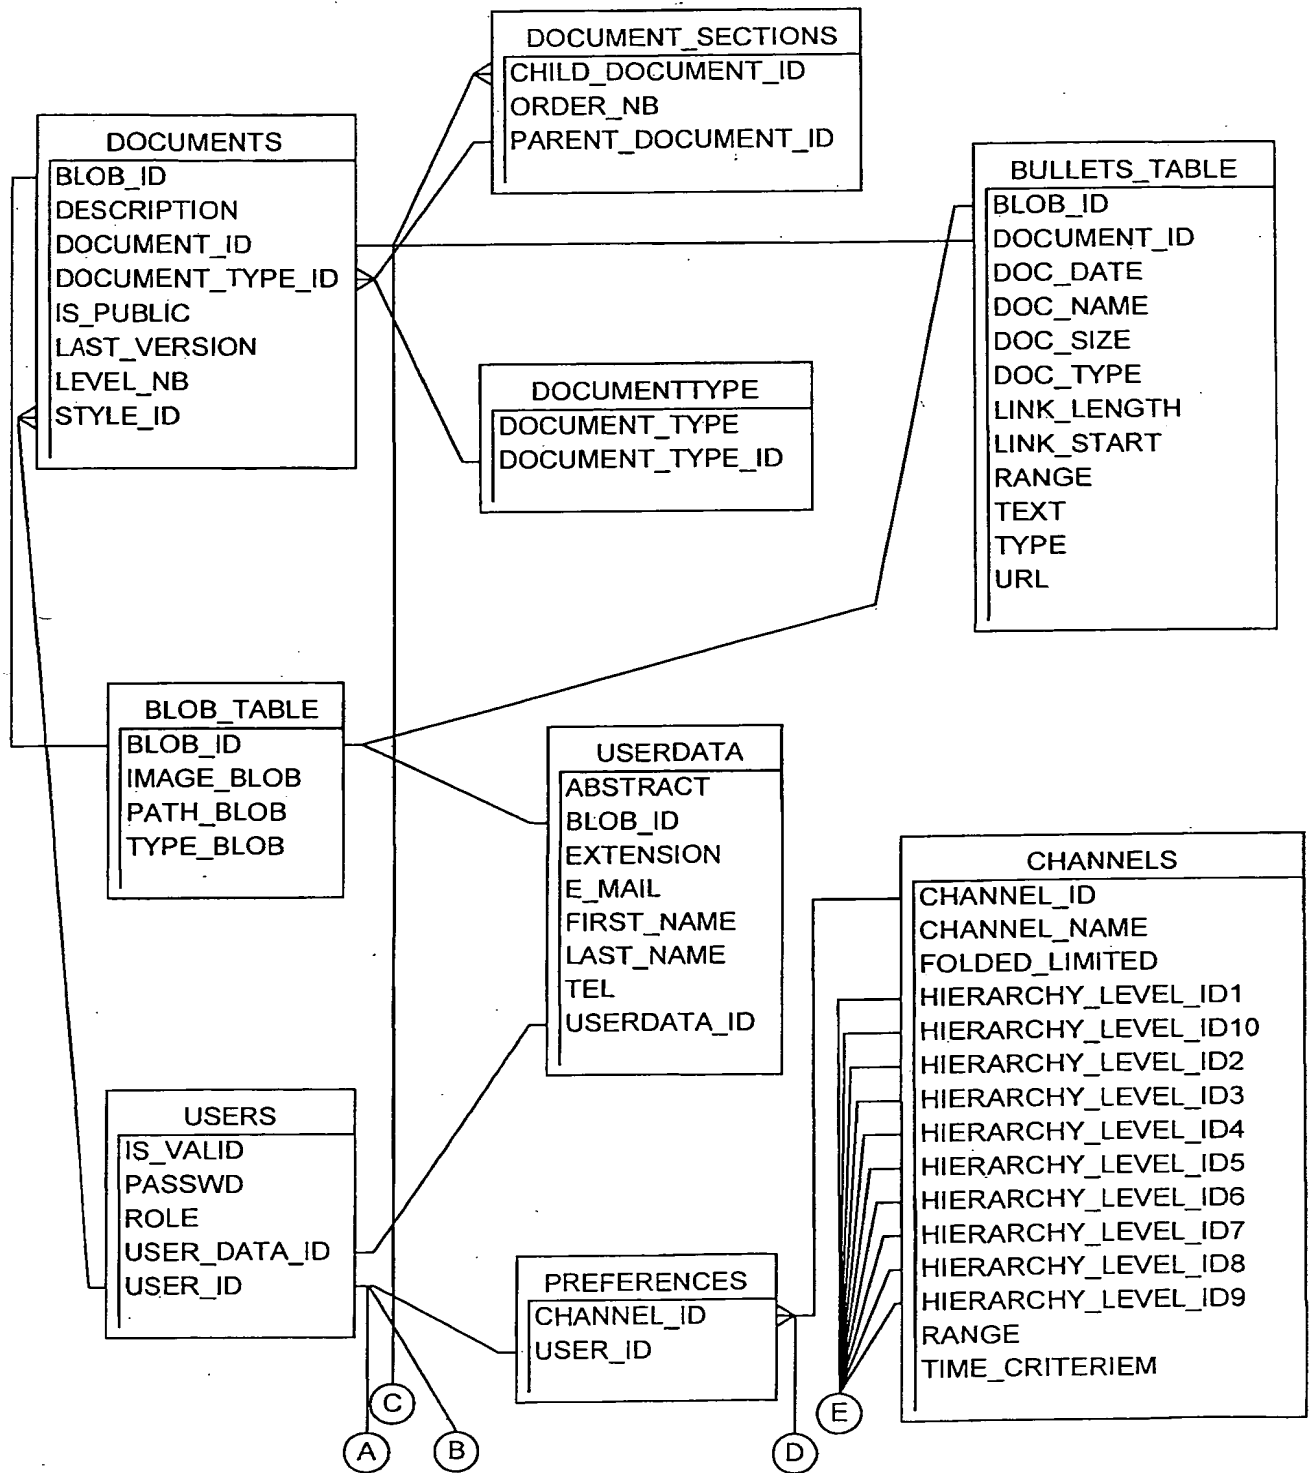 DOCUMENT_SECTIONS
CHILD_DOCUMENT_ID
ORDER_NB
PARENT_DOCUMENT_ID
DOCUMENTS
BLOB_ID
DESCRIPTION
DOCUMENT_ID
DOCUMENT_TYPE_ID
IS_PUBLIC
LAST_VERSION
LEVEL_NB
STYLE_ID
BULLETS_TABLE
BLOB_ID
DOCUMENT_ID
DOC_DATE
DOC_NAME
DOC_SIZE
DOC_TYPE
LINK_LENGTH
LINK_START
RANGE
TEXT
TYPE
URL
DOCUMENTTYPE
DOCUMENT_TYPE
DOCUMENT_TYPE_ID
BLOB_TABLE
BLOB_ID
IMAGE_BLOB
PATH_BLOB
TYPE_BLOB
USERDATA
ABSTRACT
BLOB_ID
EXTENSION
E_MAIL
FIRST_NAME
LAST_NAME
TEL
USERDATA_ID
CHANNELS
CHANNEL_ID
CHANNEL_NAME
FOLDED_LIMITED
HIERARCHY_LEVEL_ID1
HIERARCHY_LEVEL_ID10
HIERARCHY_LEVEL_ID2
HIERARCHY_LEVEL_ID3
HIERARCHY_LEVEL_ID4
HIERARCHY_LEVEL_ID5
HIERARCHY_LEVEL_ID6
HIERARCHY_LEVEL_ID7
HIERARCHY_LEVEL_ID8
HIERARCHY_LEVEL_ID9
RANGE
TIME_CRITERIEM
USERS
IS_VALID
PASSWD
ROLE
USER_DATA_ID
USER_ID
PREFERENCES
CHANNEL_ID
USER_ID
C
E
A
B
D